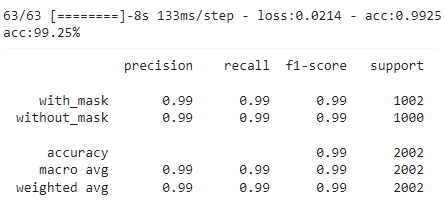 63/63 [========]-8s 133ms/step - loss:0.0214 - acc:0.9925
acc:99.25%
precision recall f1-score support
with_mask 0.99 0.99 0.99 1002
without_mask 0.99 0.99 0.99 1000
accuracy 0.99 2002
macro avg 0.99 0.99 0.99 2002
weighted avg 0.99 0.99 0.99 2002